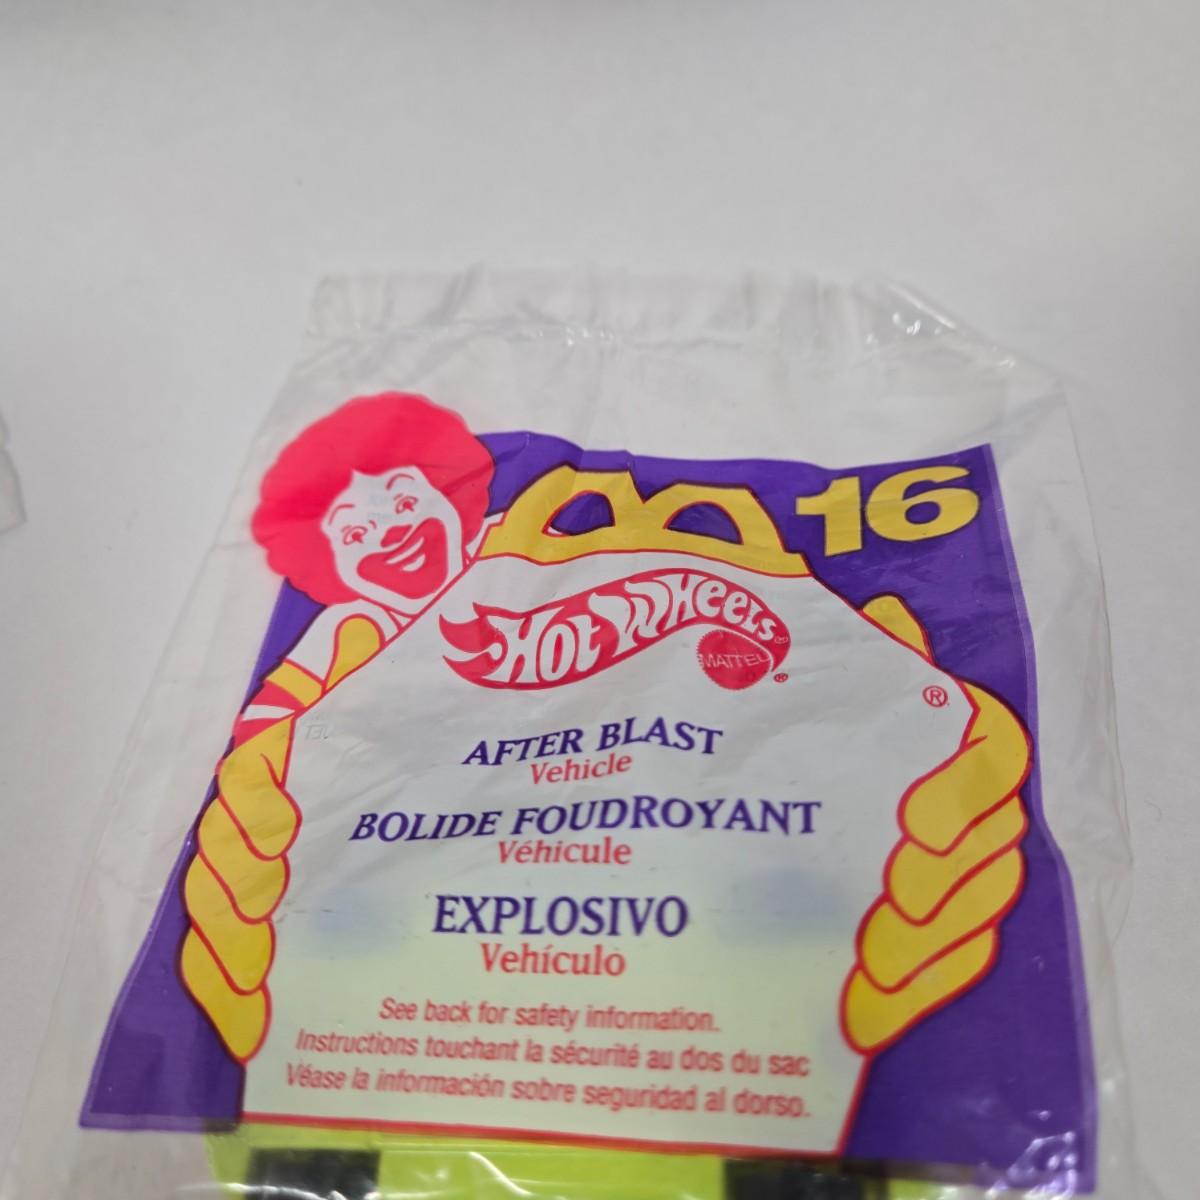 16
HOT WHEELS
MATTEL ®
®
AFTER BLAST
Vehicle
BOLIDE FOUDROYANT
Véhicule
EXPLOSIVO
Vehículo
See back for safety information.
Instructions touchant la sécurité au dos du sac
Véase la información sobre seguridad al dorso.